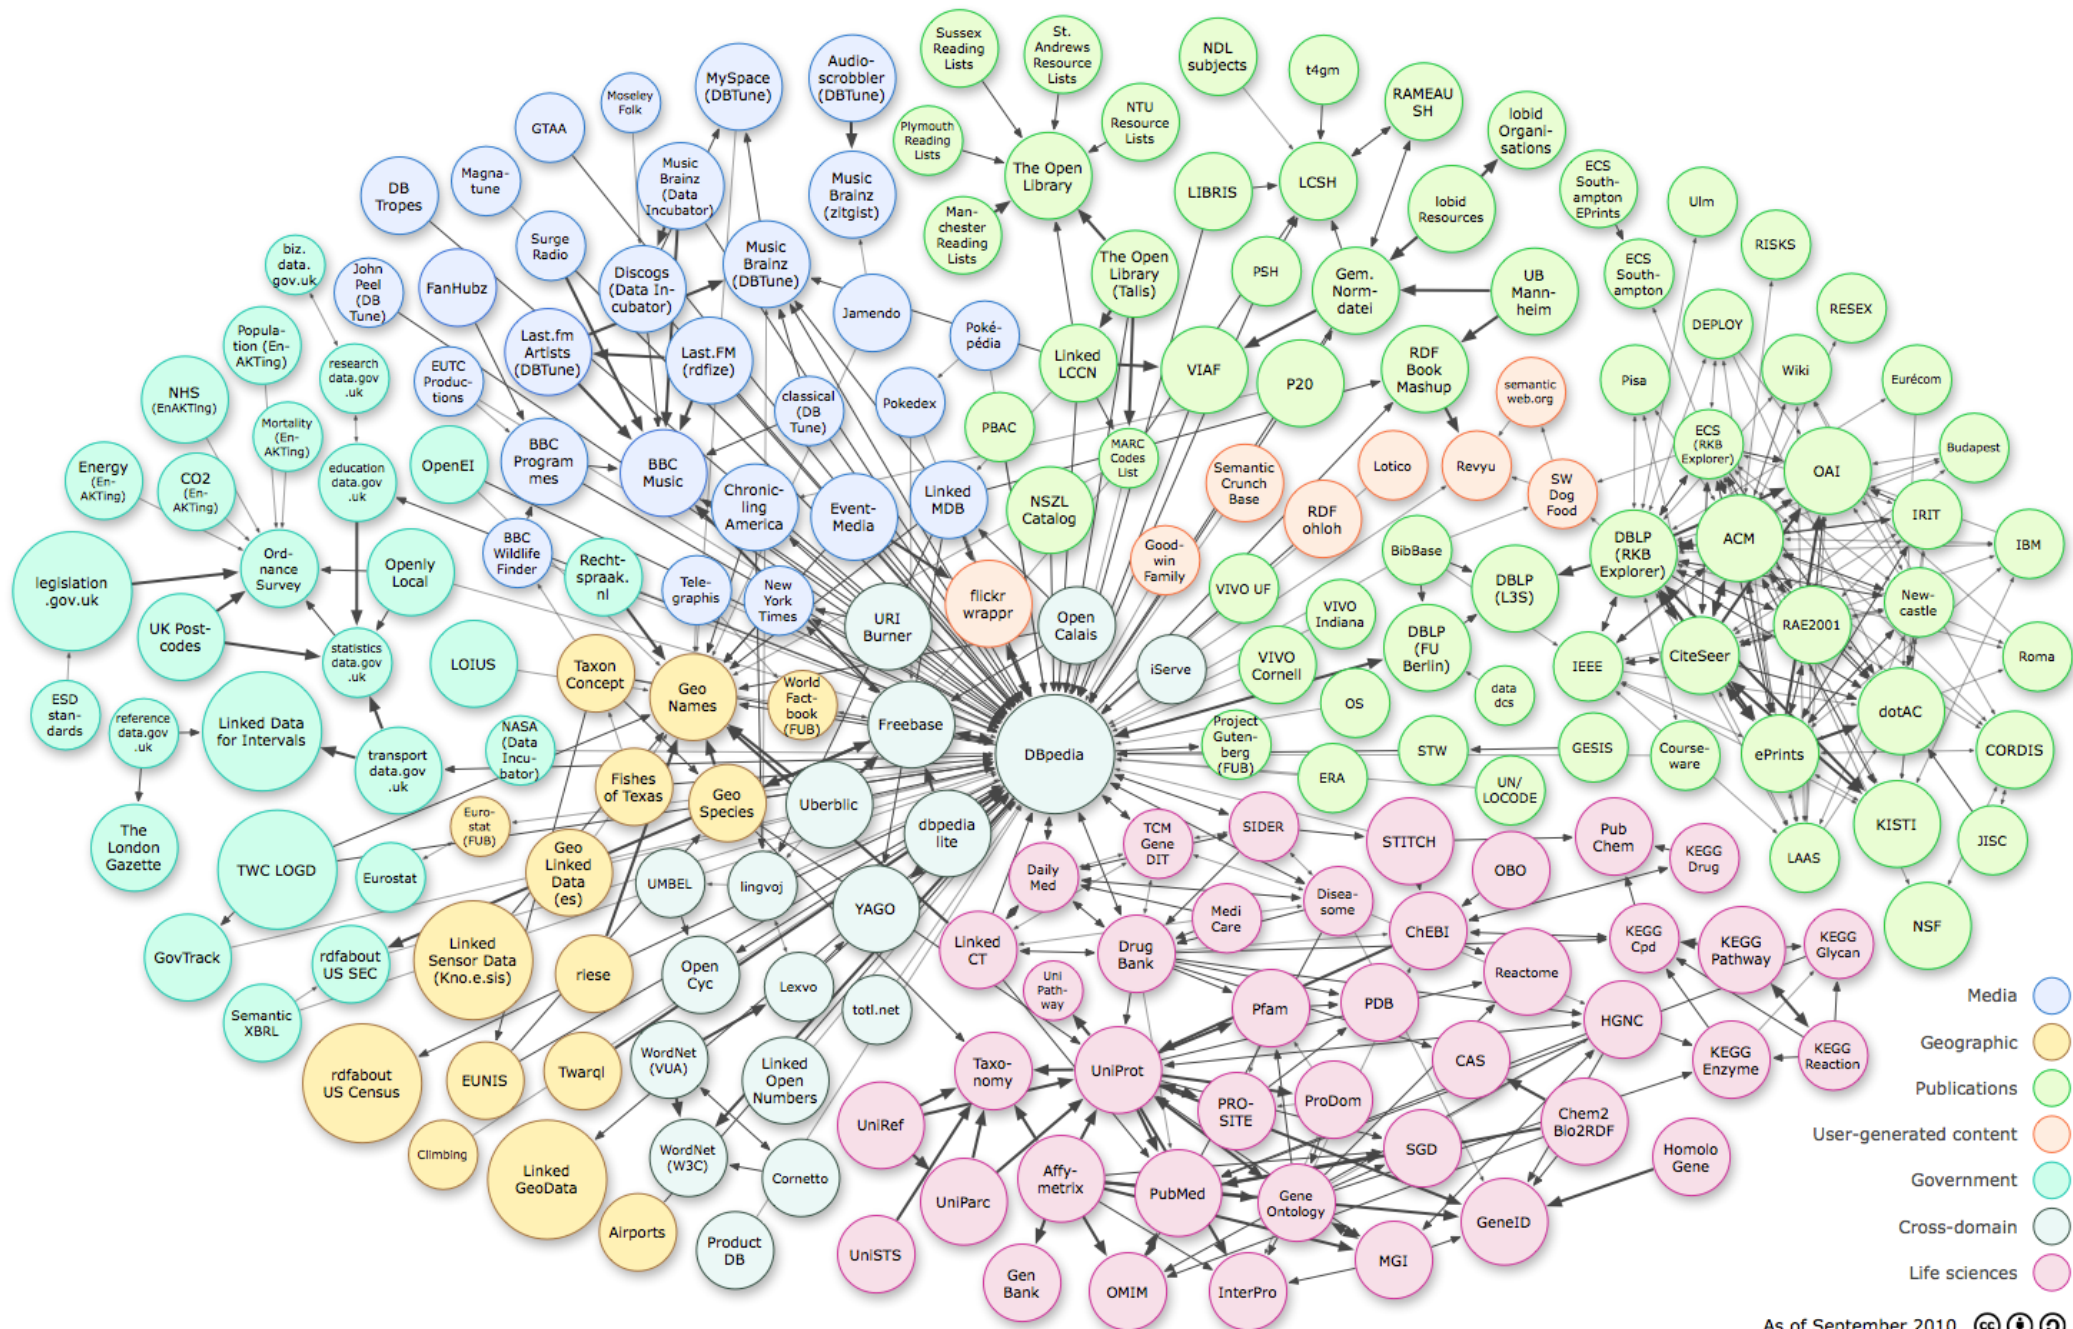 Sussex
Reading
Lists
St.
Andrews
Resource
Lists
NDL
subjects
t4gm
RAMEAU
SH
lobid
Organi-
sations
Audio-
scrobbler
(DBTune)
MySpace
(DBTune)
Moseley
Folk
GTAA
NTU
Resource
Lists
Plymouth
Reading
Lists
The Open
Library
LCSH
LIBRIS
lobid
Resources
ECS
South-
ampton
EPrints
Ulm
Music
Brainz
(Data
Incubator)
Music
Brainz
(zitgist)
Magna-
tune
DB
Tropes
Man-
chester
Reading
Lists
RISKS
Surge
Radio
Music
Brainz
(DBTune)
The Open
Library
(Talis)
PSH
Gem.
Norm-
datei
UB
Mann-
heim
ECS
South-
ampton
biz.
data.
gov.uk
John
Peel
(DB
Tune)
FanHubz
Discogs
(Data In-
cubator)
Jamendo
RESEX
DEPLOY
Popula-
tion (En-
AKTing)
Last.fm
Artists
(DBTune)
Last.FM
(rdfize)
Poké-
pédia
Linked
LCCN
VIAF
P20
RDF
Book
Mashup
Wiki
research
data.gov
.uk
EUTC
Produc-
tions
Pisa
Eurécom
semantic
web.org
NHS
(EnAKTing)
classical
(DB
Tune)
Pokedex
PBAC
MARC
Codes
List
ECS
(RKB
Explorer)
Budapest
Mortality
(En-
AKTing)
Energy
(En-
AKTing)
CO2
(En-
AKTing)
education
data.gov
.uk
OpenEI
BBC
Program
mes
BBC
Music
Chronic-
ling
America
Event-
Media
Linked
MDB
NSZL
Catalog
Semantic
Crunch
Base
Lotico
Revyu
SW
Dog
Food
OAI
RDF
ohloh
IRIT
IBM
ACM
DBLP
(RKB
Explorer)
BibBase
DBLP
(L3S)
Good-
win
Family
BBC
Wildlife
Finder
Recht-
spraak.
nl
Openly
Local
Ord-
nance
Survey
legislation
.gov.uk
Tele-
graphis
New
York
Times
URI
Burner
flickr
wrappr
Open
Calais
VIVO UF
VIVO
Indiana
New-
castle
RAE2001
UK Post-
codes
statistics
data.gov
.uk
LOIUS
Taxon
Concept
Geo
Names
World
Fact-
book
(FUB)
Freebase
iServe
VIVO
Cornell
DBLP
(FU
Berlin)
IEEE
CiteSeer
Roma
data
dcs
OS
dotAC
ESD
stan-
dards
reference
data.gov
.uk
Linked Data
for Intervals
NASA
(Data
Incu-
bator)
DBpedia
Project
Guten-
berg
(FUB)
STW
GESIS
Course-
ware
ePrints
CORDIS
transport
data.gov
.uk
Fishes
of Texas
Geo
Species
Uberblic
ERA
UN/
LOCODE
The
London
Gazette
Euro-
stat
(FUB)
dbpedia
lite
TCM
Gene
DIT
SIDER
STITCH
Pub
Chem
KEGG
Drug
KISTI
JISC
LAAS
TWC LOGD
Eurostat
Geo
Linked
Data
(es)
UMBEL
lingvoj
YAGO
Daily
Med
Disea-
some
OBO
Medi
Care
ChEBI
NSF
GovTrack
rdfabout
US SEC
Linked
Sensor Data
(Kno.e.sis)
riese
Open
Cyc
Lexvo
Linked
CT
Drug
Bank
KEGG
Cpd
KEGG
Pathway
KEGG
Glycan
Reactome
Semantic
XBRL
totl.net
Uni
Path-
way
Pfam
PDB
HGNC
Media
Geographic
Publications
User-generated content
Government
Cross-domain
Life sciences
rdfabout
US Census
EUNIS
Twarql
WordNet
(VUA)
Linked
Open
Numbers
Taxo-
nomy
UniProt
CAS
KEGG
Enzyme
KEGG
Reaction
UniRef
PRO-
SITE
ProDom
Chem2
Bio2RDF
Climbing
Linked
GeoData
WordNet
(W3C)
Cornetto
UniParc
Affy-
metrix
PubMed
Gene
Ontology
SGD
Homolo
Gene
GeneID
Airports
Product
DB
UniSTS
Gen
Bank
OMIM
InterPro
MGI
As of September 2010
cc